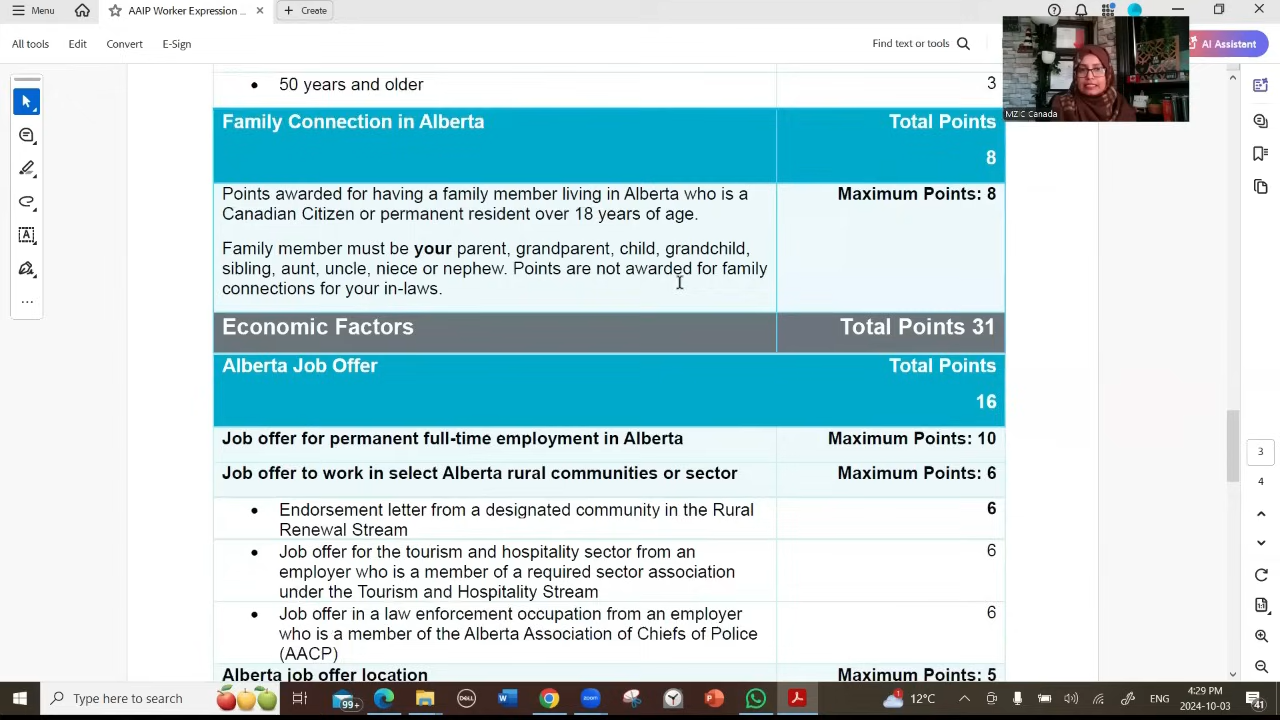 Menu
AAIP Worker Expression ...
Create
All tools
Edit
Convert
E-Sign
Find text or tools
AI Assistant
MZIC Canada
• 50 years and older 3
Family Connection in Alberta Total Points
8
Points awarded for having a family member living in Alberta who is a Maximum Points: 8
Canadian Citizen or permanent resident over 18 years of age.
Family member must be your parent, grandparent, child, grandchild,
sibling, aunt, uncle, niece or nephew. Points are not awarded for family
connections for your in-laws.
Economic Factors Total Points 31
Alberta Job Offer Total Points
16
Job offer for permanent full-time employment in Alberta Maximum Points: 10
Job offer to work in select Alberta rural communities or sector Maximum Points: 6
• Endorsement letter from a designated community in the Rural 6
Renewal Stream
• Job offer for the tourism and hospitality sector from an 6
employer who is a member of a required sector association
under the Tourism and Hospitality Stream
• Job offer in a law enforcement occupation from an employer 6
who is a member of the Alberta Association of Chiefs of Police
(AACP)
Alberta job offer location Maximum Points: 5
3
4
Type here to search
99+
DELL
zoom
1
12°C
ENG
4:29 PM
2024-10-03
41